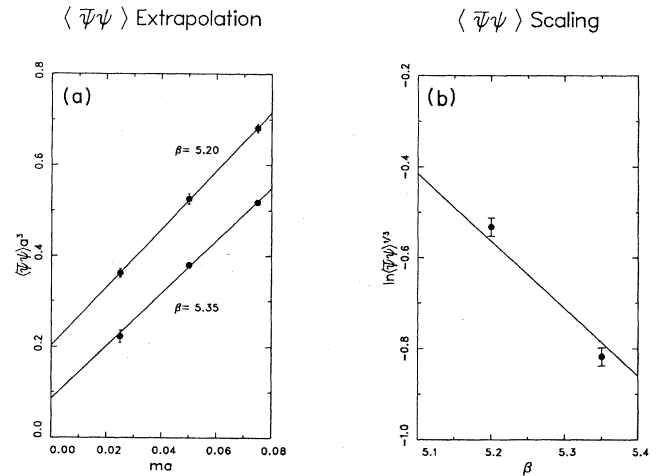 ⟨ ψ̄ψ ⟩ Extrapolation
⟨ ψ̄ψ ⟩ Scaling
(a)
β= 5.20
β= 5.35
⟨ψ̄ψ⟩a³
0.8
0.6
0.4
0.2
0.0
0.00 0.02 0.04 0.06 0.08
ma
(b)
ln⟨ψ̄ψ⟩^1/3
-0.2
-0.4
-0.6
-0.8
-1.0
5.1 5.2 5.3 5.4
β